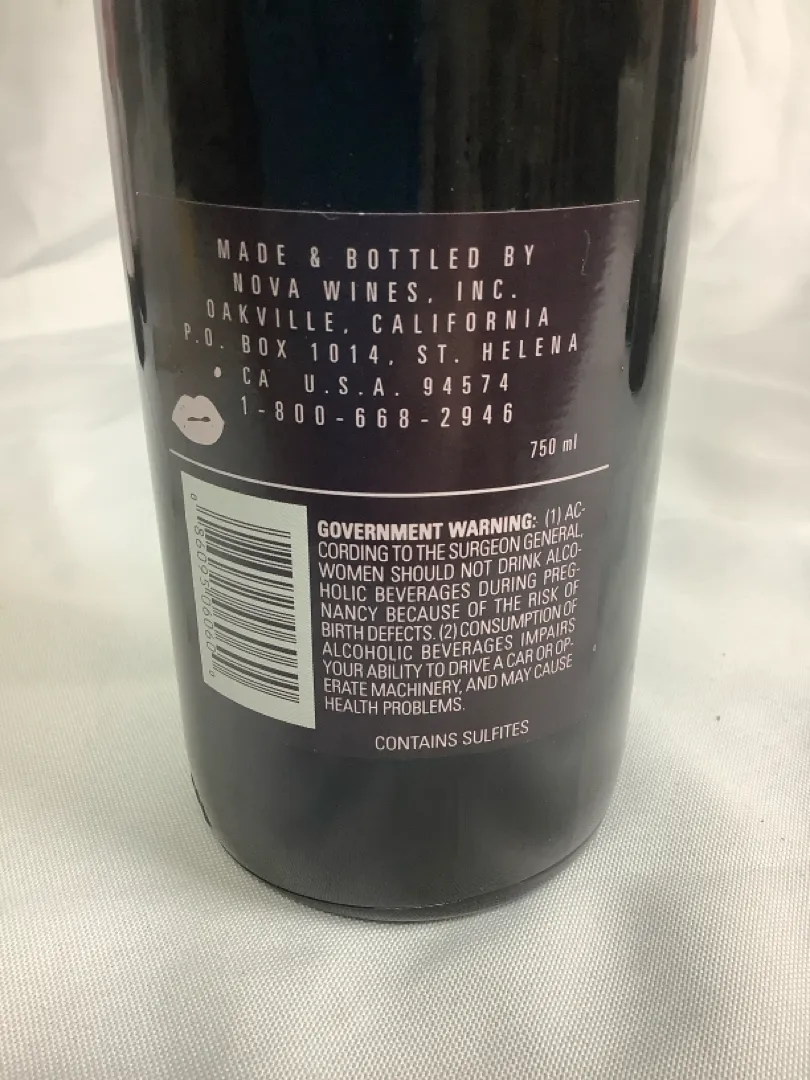 MADE & BOTTLED BY
NOVA WINES, INC.
OAKVILLE, CALIFORNIA
P.O. BOX 1014, ST. HELENA
CA U.S.A. 94574
1-800-668-2946
750 ml
GOVERNMENT WARNING: (1) AC-
CORDING TO THE SURGEON GENERAL,
WOMEN SHOULD NOT DRINK ALCO-
HOLIC BEVERAGES DURING PREG-
NANCY BECAUSE OF THE RISK OF
BIRTH DEFECTS. (2) CONSUMPTION OF
ALCOHOLIC BEVERAGES IMPAIRS
YOUR ABILITY TO DRIVE A CAR OR OP-
ERATE MACHINERY, AND MAY CAUSE
HEALTH PROBLEMS.
CONTAINS SULFITES